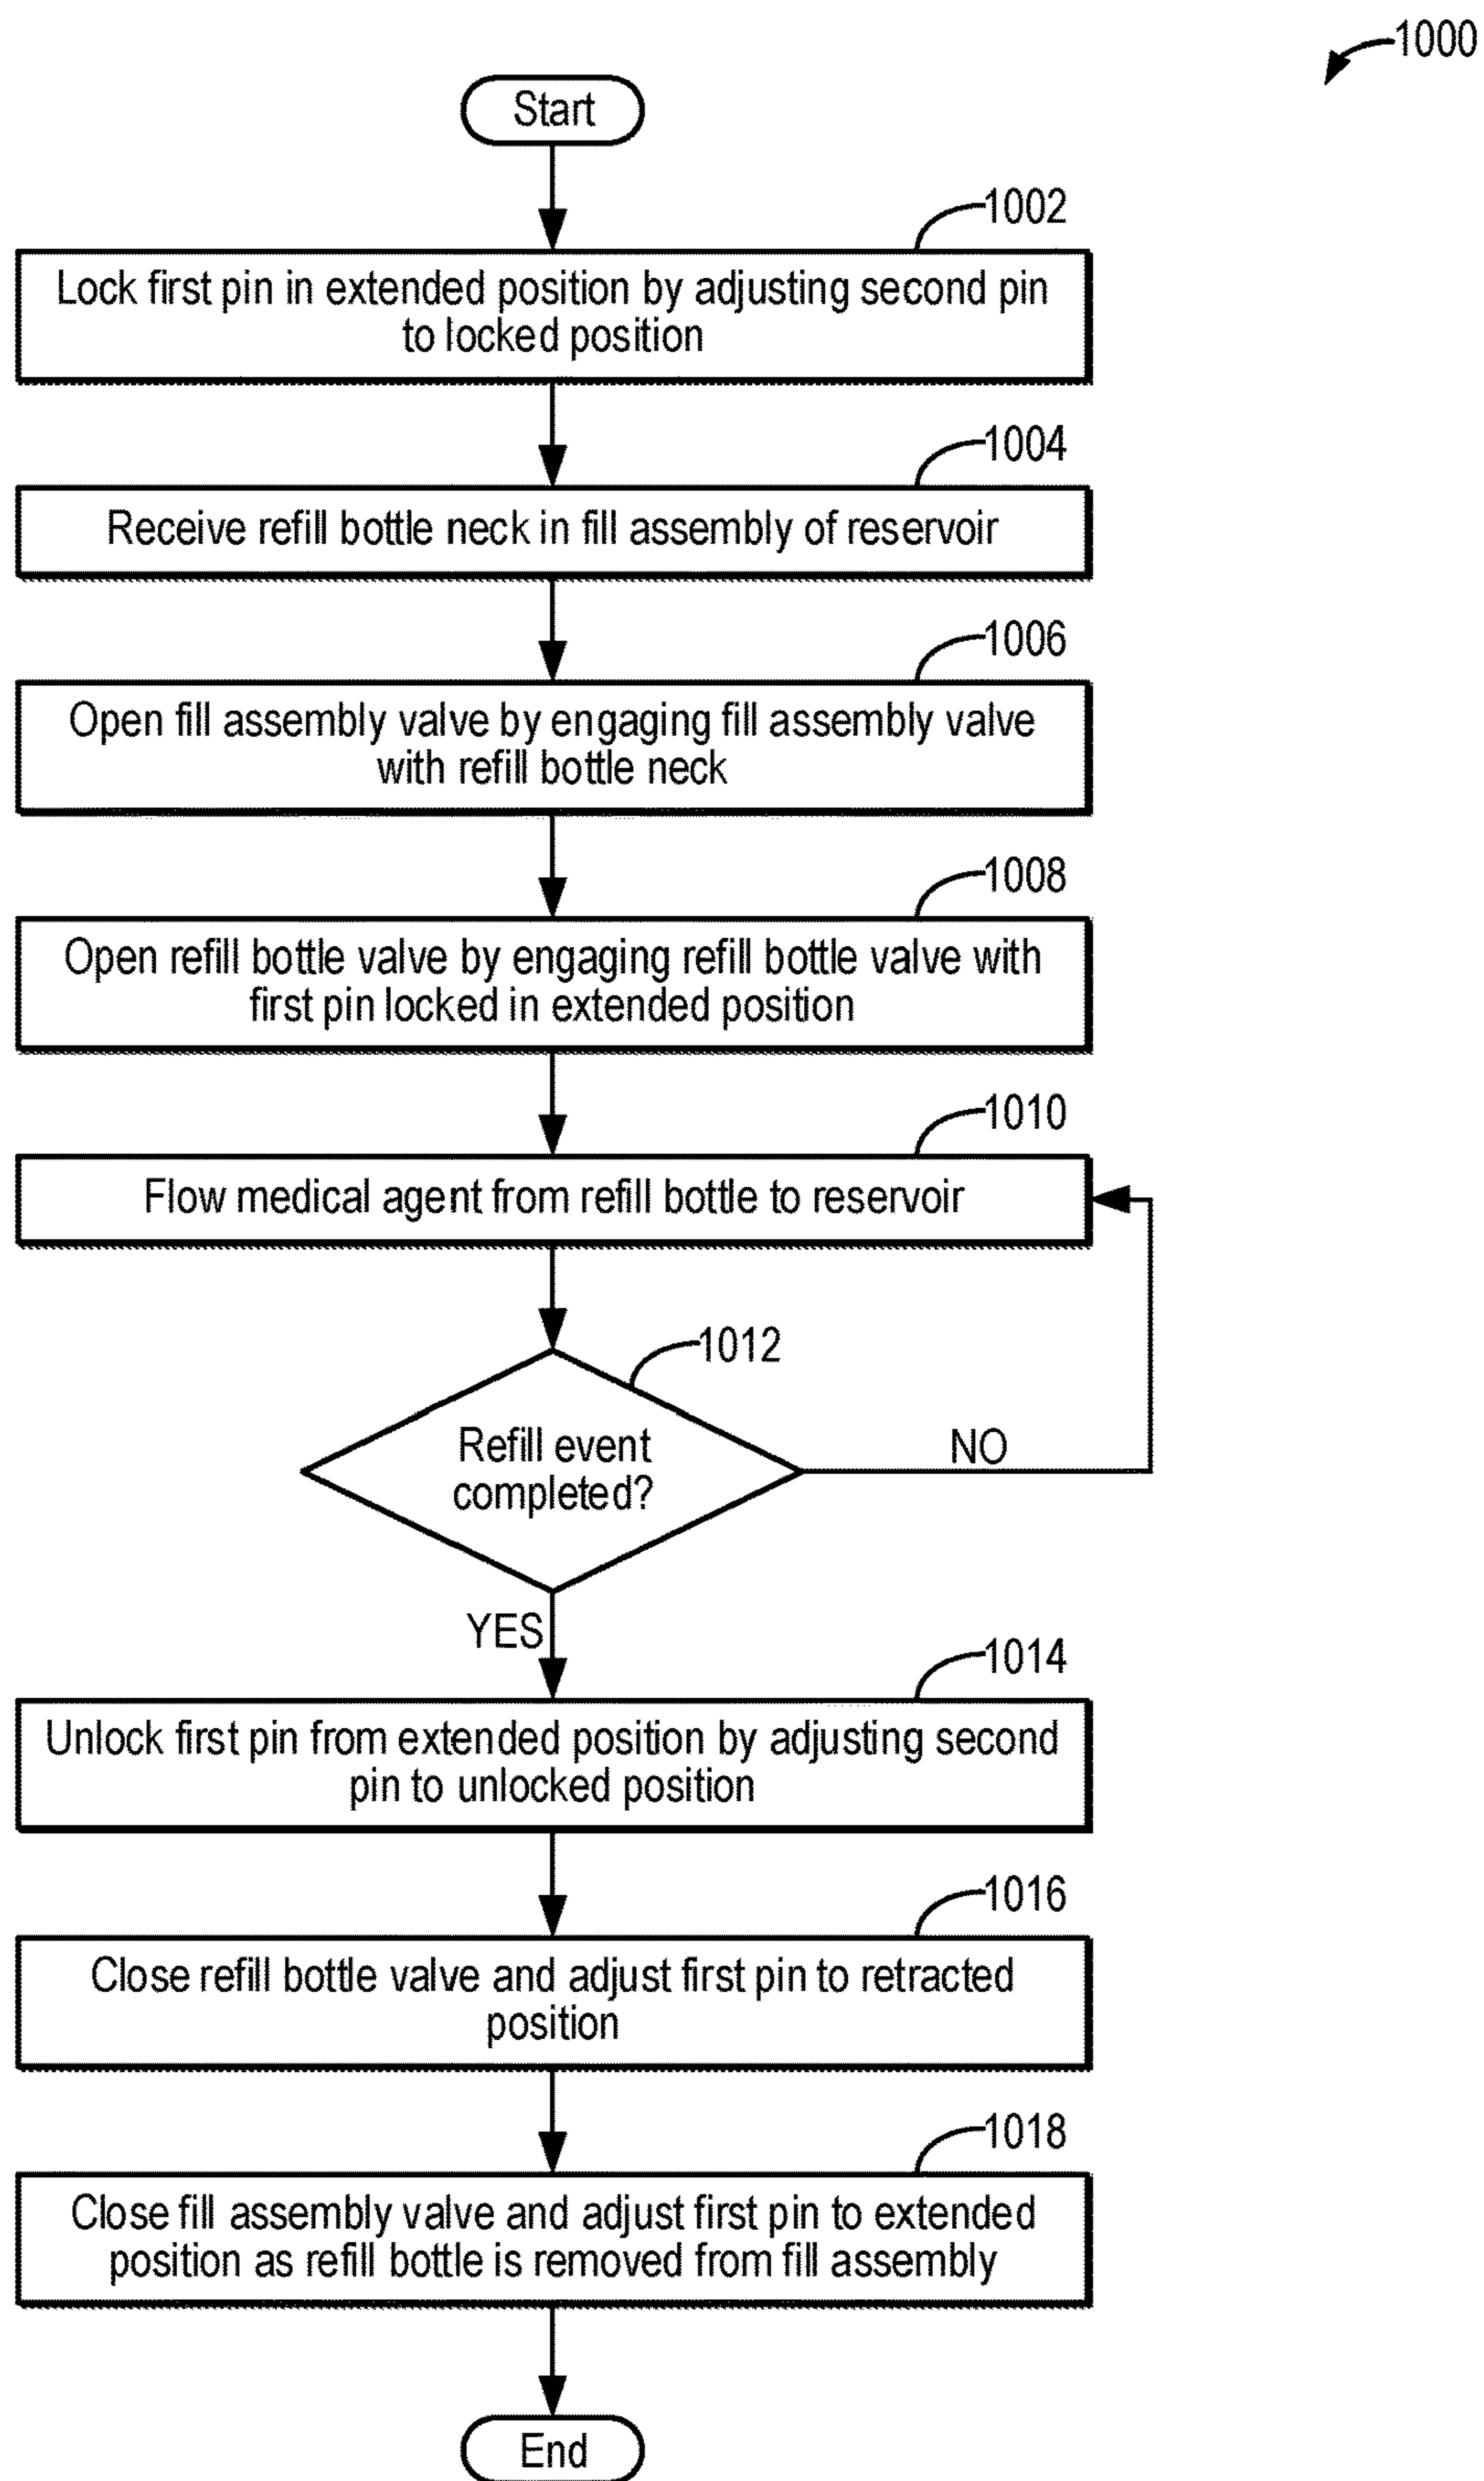 1000
Start
1002
Lock first pin in extended position by adjusting second pin
to locked position
1004
Receive refill bottle neck in fill assembly of reservoir
1006
Open fill assembly valve by engaging fill assembly valve
with refill bottle neck
1008
Open refill bottle valve by engaging refill bottle valve with
first pin locked in extended position
1010
Flow medical agent from refill bottle to reservoir
1012
Refill event
completed?
NO
YES
1014
Unlock first pin from extended position by adjusting second
pin to unlocked position
1016
Close refill bottle valve and adjust first pin to retracted
position
1018
Close fill assembly valve and adjust first pin to extended
position as refill bottle is removed from fill assembly
End